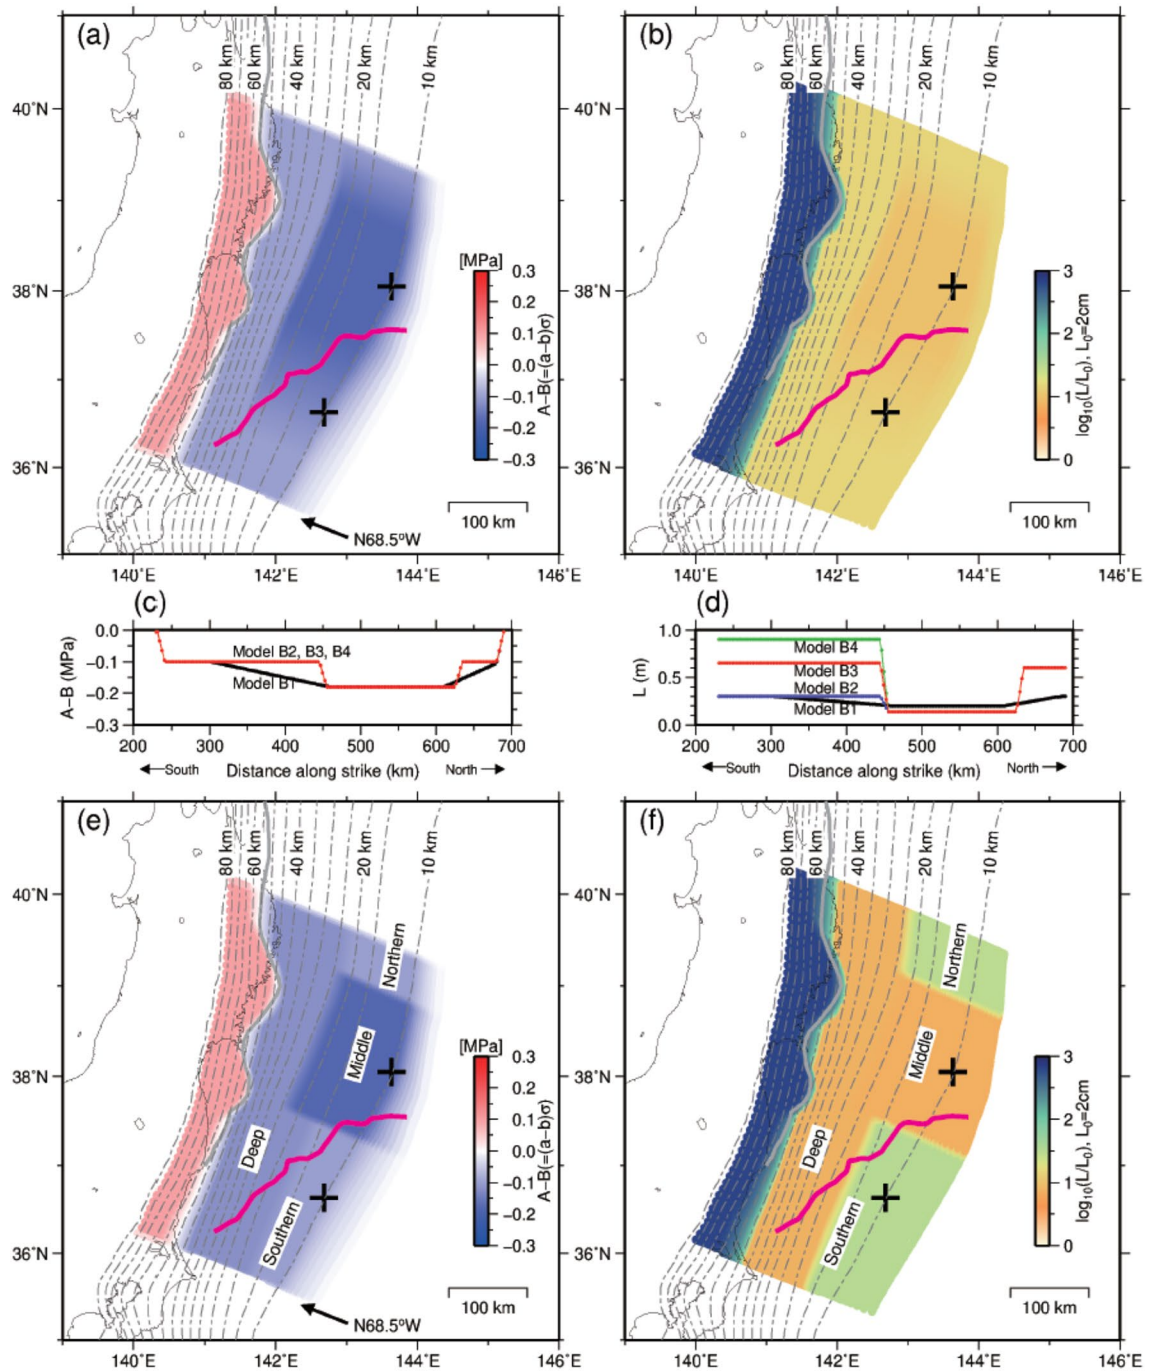 (a)
80 km
60 km
40 km
20 km
10 km
40˚N
38˚N
36˚N
[MPa]
0.3
0.2
0.1
0.0
−0.1
−0.2
−0.3
A−B(=(a−b)σ)
100 km
N68.5ºW
140˚E
142˚E
144˚E
146˚E
(b)
80 km
60 km
40 km
20 km
10 km
3
2
1
0
log10(L/L0), L0=2cm
100 km
140˚E
142˚E
144˚E
146˚E
(c)
0.0
−0.1
−0.2
−0.3
A−B (MPa)
Model B2, B3, B4
Model B1
200 300 400 500 600 700
South Distance along strike (km) North
(d)
1.0
0.5
0.0
L (m)
Model B4
Model B3
Model B2
Model B1
200 300 400 500 600 700
South Distance along strike (km) North
(e)
80 km
60 km
40 km
20 km
10 km
40˚N
38˚N
36˚N
Northern
Middle
Deep
Southern
[MPa]
0.3
0.2
0.1
0.0
−0.1
−0.2
−0.3
A−B(=(a−b)σ)
100 km
N68.5ºW
140˚E
142˚E
144˚E
146˚E
(f)
80 km
60 km
40 km
20 km
10 km
Northern
Middle
Deep
Southern
3
2
1
0
log10(L/L0), L0=2cm
100 km
140˚E
142˚E
144˚E
146˚E